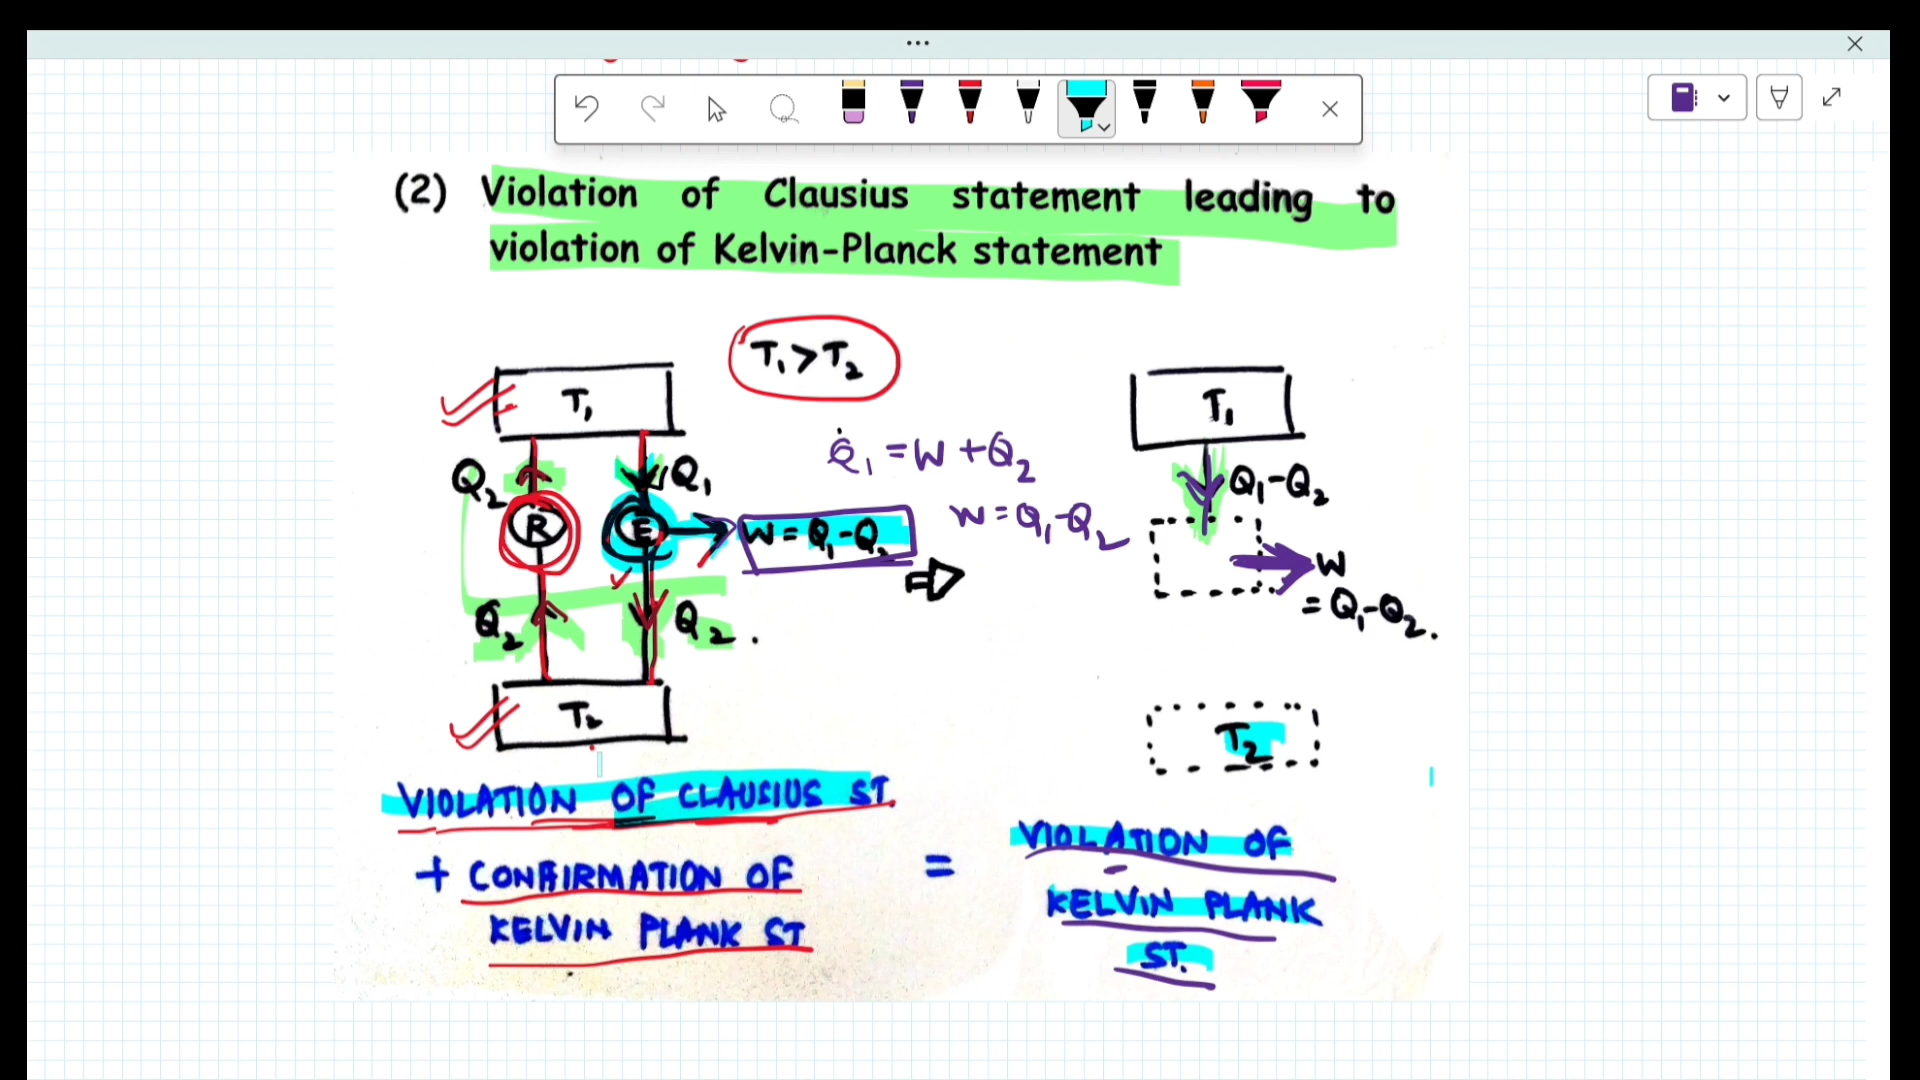 (2) Violation of Clausius statement leading to
violation of Kelvin-Planck statement
T₁ > T₂
T₁
T₁
Q₂
Q₁
Q₁ = W + Q₂
Q₁-Q₂
R
E
W = Q₁-Q
W = Q₁-Q₂
W
= Q₁-Q₂.
Q₂
Q₂.
T₂
T₂
VIOLATION OF CLAUSIUS ST.
+ CONFIRMATION OF
KELVIN PLANK ST
=
VIOLATION OF
KELVIN PLANK
ST.